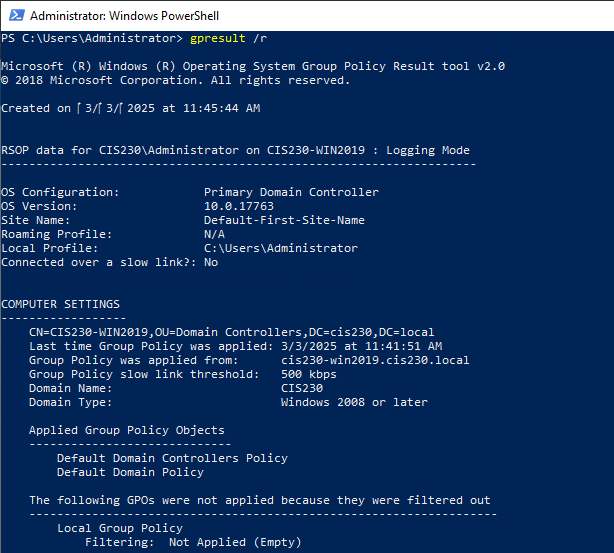 Administrator: Windows PowerShell
PS C:\Users\Administrator> gpresult /r
Microsoft (R) Windows (R) Operating System Group Policy Result tool v2.0
© 2018 Microsoft Corporation. All rights reserved.
Created on ⌈3/⌈3/⌈2025 at 11:45:44 AM
RSOP data for CIS230\Administrator on CIS230-WIN2019 : Logging Mode
--------------------------------------------------------------------
OS Configuration: Primary Domain Controller
OS Version: 10.0.17763
Site Name: Default-First-Site-Name
Roaming Profile: N/A
Local Profile: C:\Users\Administrator
Connected over a slow link?: No
COMPUTER SETTINGS
------------------
CN=CIS230-WIN2019,OU=Domain Controllers,DC=cis230,DC=local
Last time Group Policy was applied: 3/3/2025 at 11:41:51 AM
Group Policy was applied from: cis230-win2019.cis230.local
Group Policy slow link threshold: 500 kbps
Domain Name: CIS230
Domain Type: Windows 2008 or later
Applied Group Policy Objects
-----------------------------
Default Domain Controllers Policy
Default Domain Policy
The following GPOs were not applied because they were filtered out
-------------------------------------------------------------------
Local Group Policy
Filtering: Not Applied (Empty)